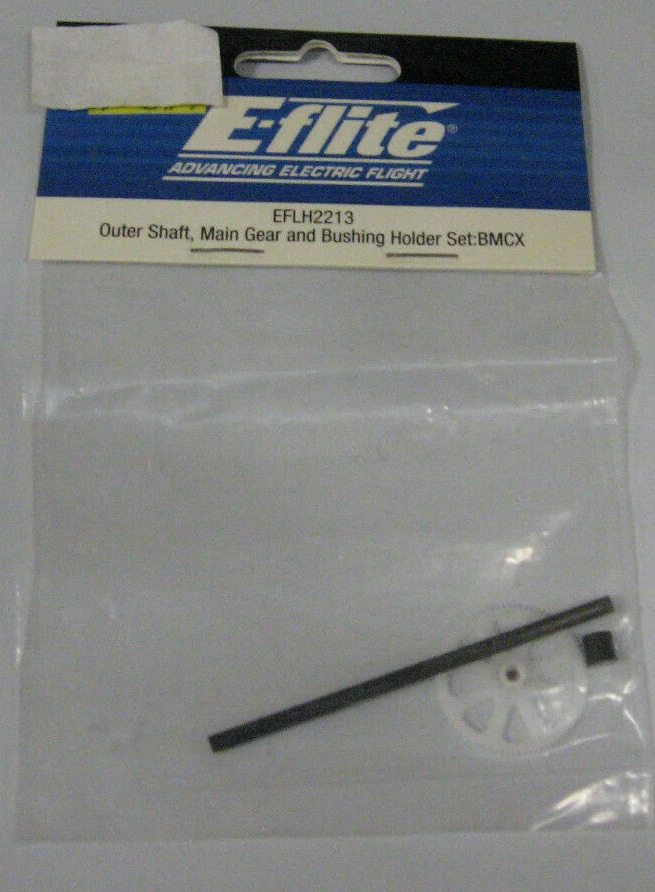 E-flite®
ADVANCING ELECTRIC FLIGHT
EFLH2213
Outer Shaft, Main Gear and Bushing Holder Set:BMCX